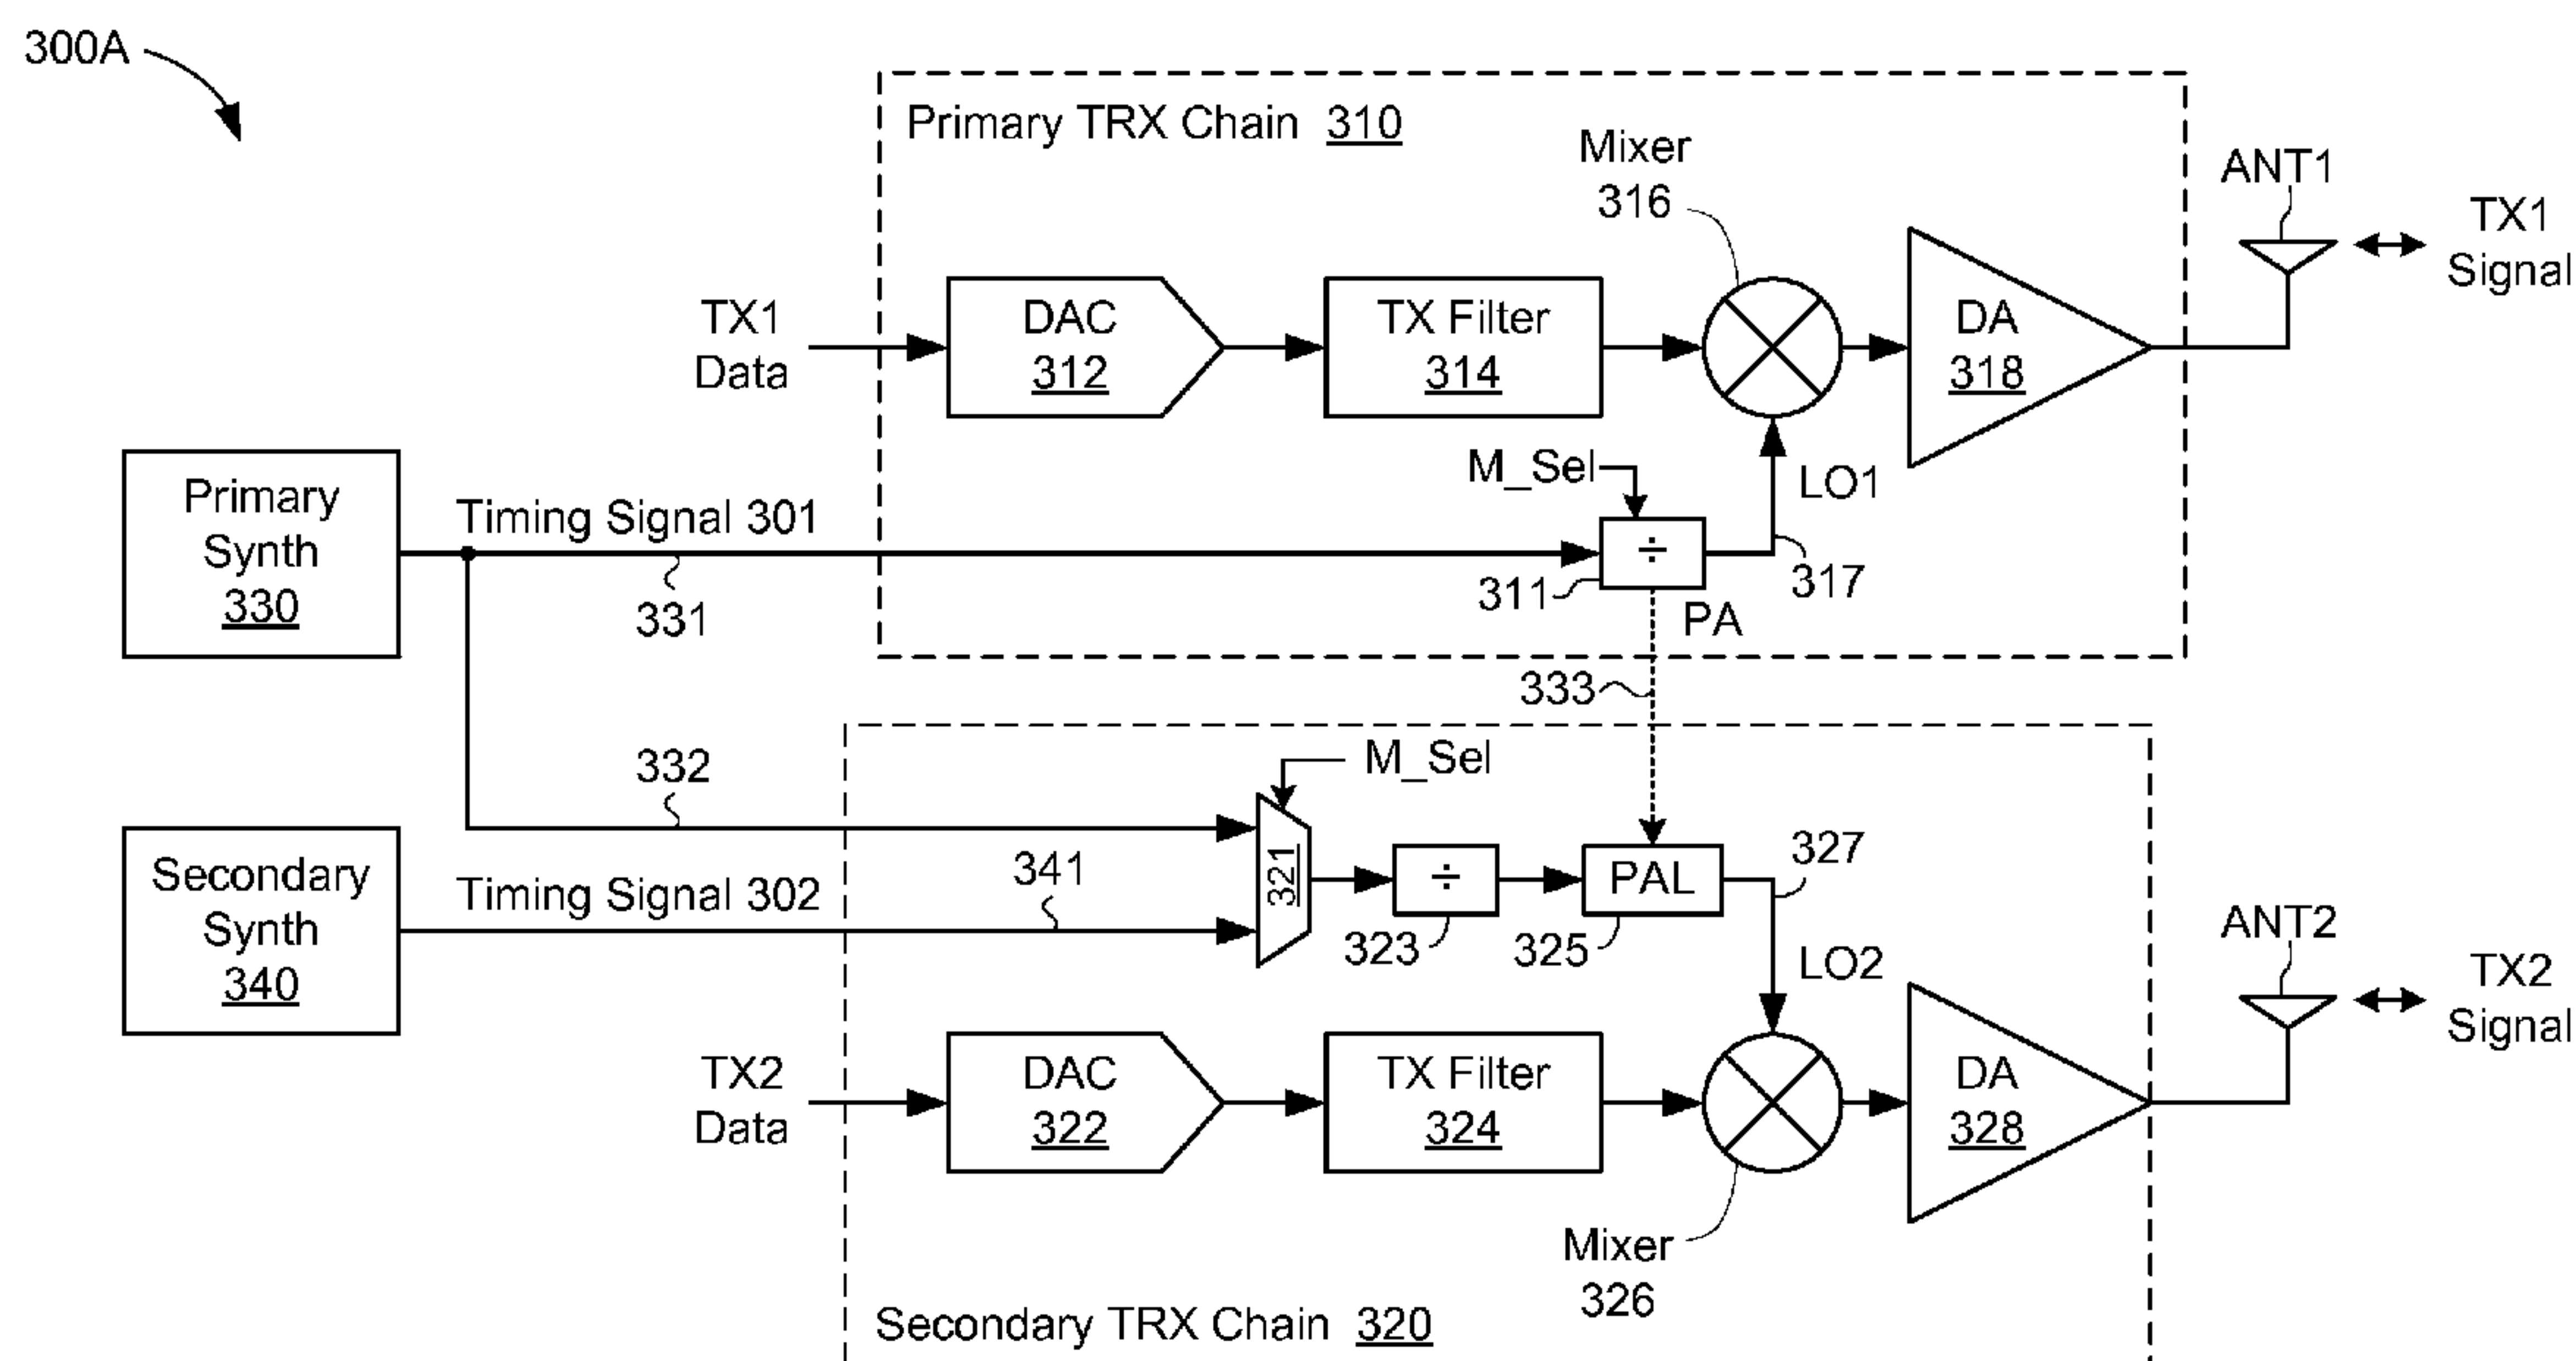 300A
Primary TRX Chain 310
Mixer
316
ANT1
TX1
Signal
TX1
Data
DAC
312
TX Filter
314
DA
318
M_Sel
LO1
Primary
Synth
330
Timing Signal 301
331
311
÷
317
PA
333
332
M_Sel
Secondary
Synth
340
Timing Signal 302
341
321
÷
323
PAL
325
327
LO2
ANT2
TX2
Signal
TX2
Data
DAC
322
TX Filter
324
DA
328
Mixer
326
Secondary TRX Chain 320